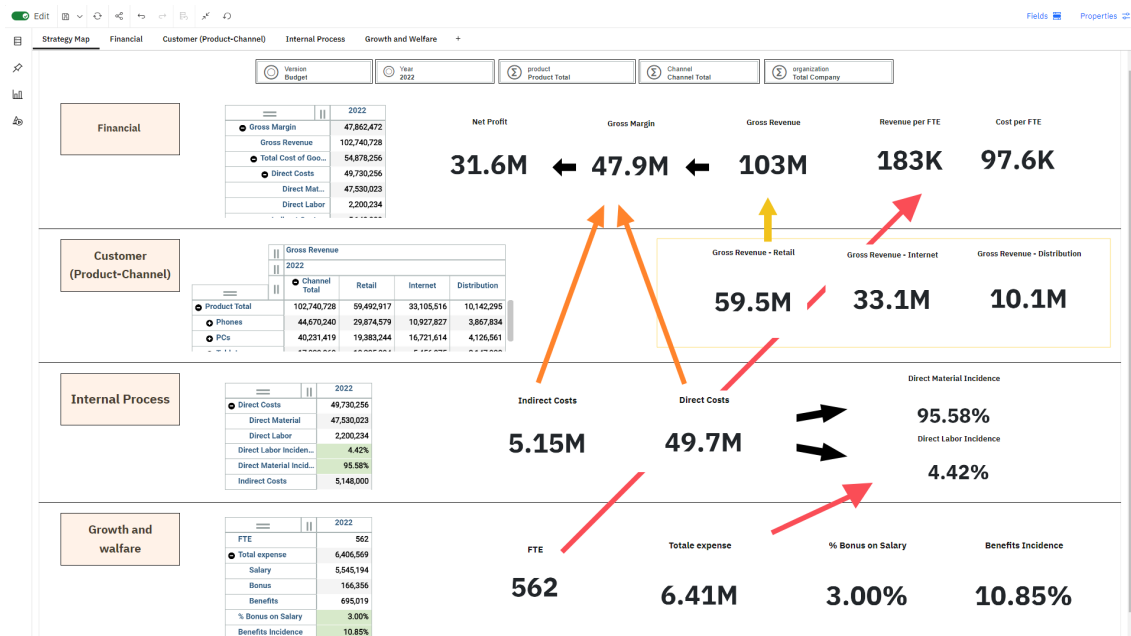 Edit
Fields
Properties
Strategy Map
Financial
Customer (Product-Channel)
Internal Process
Growth and Welfare
+
Version
Budget
Year
2022
product
Product Total
Channel
Channel Total
organization
Total Company
Financial
2022
Gross Margin 47,862,472
Gross Revenue 102,740,728
Total Cost of Goo... 54,878,256
Direct Costs 49,730,256
Direct Mat... 47,530,023
Direct Labor 2,200,234
Net Profit
31.6M
Gross Margin
47.9M
Gross Revenue
103M
Revenue per FTE
183K
Cost per FTE
97.6K
Customer
(Product-Channel)
Gross Revenue
2022
Channel Total Retail Internet Distribution
Product Total 102,740,728 59,492,917 33,105,516 10,142,295
Phones 44,670,240 29,874,579 10,927,827 3,867,834
PCs 40,231,419 19,383,244 16,721,614 4,126,561
Gross Revenue - Retail
59.5M
Gross Revenue - Internet
33.1M
Gross Revenue - Distribution
10.1M
Internal Process
2022
Direct Costs 49,730,256
Direct Material 47,530,023
Direct Labor 2,200,234
Direct Labor Inciden... 4.42%
Direct Material Incid... 95.58%
Indirect Costs 5,148,000
Indirect Costs
5.15M
Direct Costs
49.7M
Direct Material Incidence
95.58%
Direct Labor Incidence
4.42%
Growth and
walfare
2022
FTE 562
Total expense 6,406,569
Salary 5,545,194
Bonus 166,356
Benefits 695,019
% Bonus on Salary 3.00%
Benefits Incidence 10.85%
FTE
562
Totale expense
6.41M
% Bonus on Salary
3.00%
Benefits Incidence
10.85%